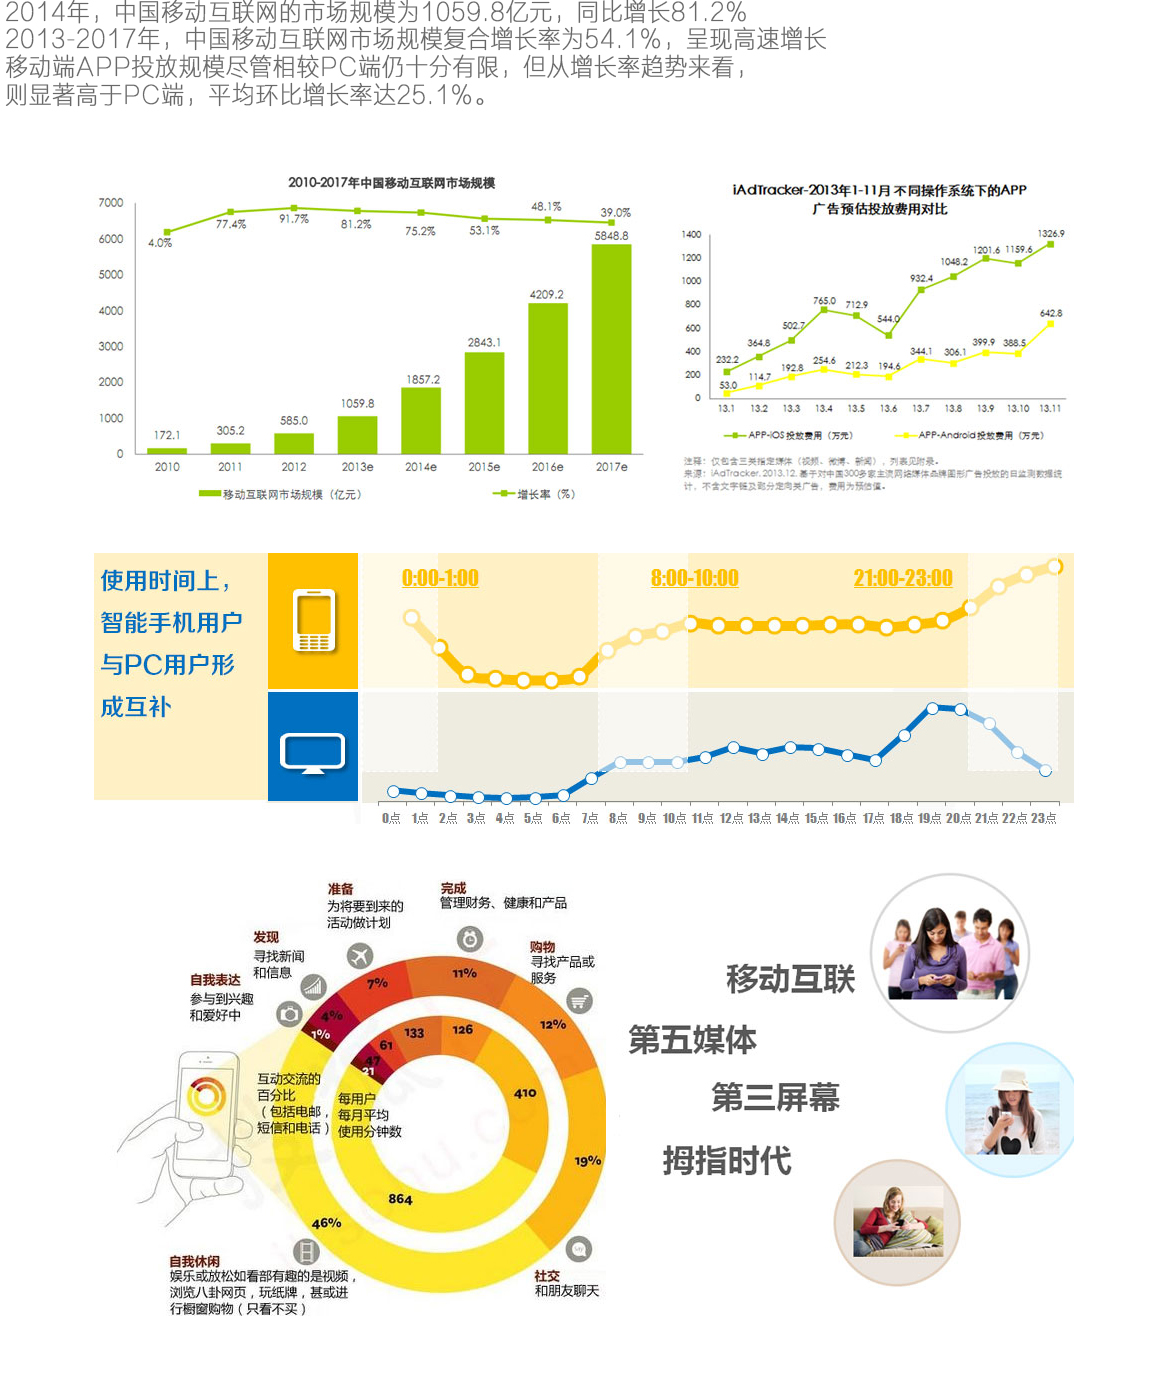 2014年，中国移动互联网的市场规模为1059.8亿元，同比增长81.2%
2013-2017年，中国移动互联网市场规模复合增长率为54.1%，呈现高速增长
移动端APP投放规模尽管相较PC端仍十分有限，但从增长率趋势来看，
则显著高于PC端，平均环比增长率达25.1%。
2010-2017年中国移动互联网市场规模
7000
6000
5000
4000
3000
2000
1000
0
4.0%
77.4%
91.7%
81.2%
75.2%
53.1%
48.1%
39.0%
172.1
305.2
585.0
1059.8
1857.2
2843.1
4209.2
5848.8
2010 2011 2012 2013e 2014e 2015e 2016e 2017e
移动互联网市场规模（亿元） 增长率（%）
iAdTracker-2013年1-11月 不同操作系统下的APP
广告预估投放费用对比
1400
1200
1000
800
600
400
200
0
232.2
364.8
502.7
765.0
712.9
544.0
932.4
1048.2
1201.6
1159.6
1326.9
53.0
114.7
192.8
254.6
212.3
194.6
344.1
306.1
399.9
388.5
642.8
13.1 13.2 13.3 13.4 13.5 13.6 13.7 13.8 13.9 13.10 13.11
APP-iOS投放费用（万元） APP-Android投放费用（万元）
注释：仅包含三类指定媒体（视频、微博、新闻），列表见附录。
来源：iAdTracker. 2013.12. 基于对中国300多家主流网络媒体品牌图形广告投放的日监测数据统
计，不含文字链及部分定向类广告，费用为预估值。
使用时间上，
智能手机用户
与PC用户形
成互补
0:00-1:00
8:00-10:00
21:00-23:00
0点 1点 2点 3点 4点 5点 6点 7点 8点 9点 10点 11点 12点 13点 14点 15点 16点 17点 18点 19点 20点 21点 22点 23点
准备
为将要到来的
活动做计划
完成
管理财务、健康和产品
发现
寻找新闻
和信息
购物
寻找产品或
服务
自我表达
参与到兴趣
和爱好中
1%
4%
7%
11%
12%
19%
46%
21
47
61
133
126
410
864
互动交流的
百分比
（包括电邮，
短信和电话）
每用户
每月平均
使用分钟数
自我休闲
娱乐或放松如看部有趣的是视频，
浏览八卦网页，玩纸牌，甚或进
行橱窗购物（只看不买）
社交
和朋友聊天
移动互联
第五媒体
第三屏幕
拇指时代